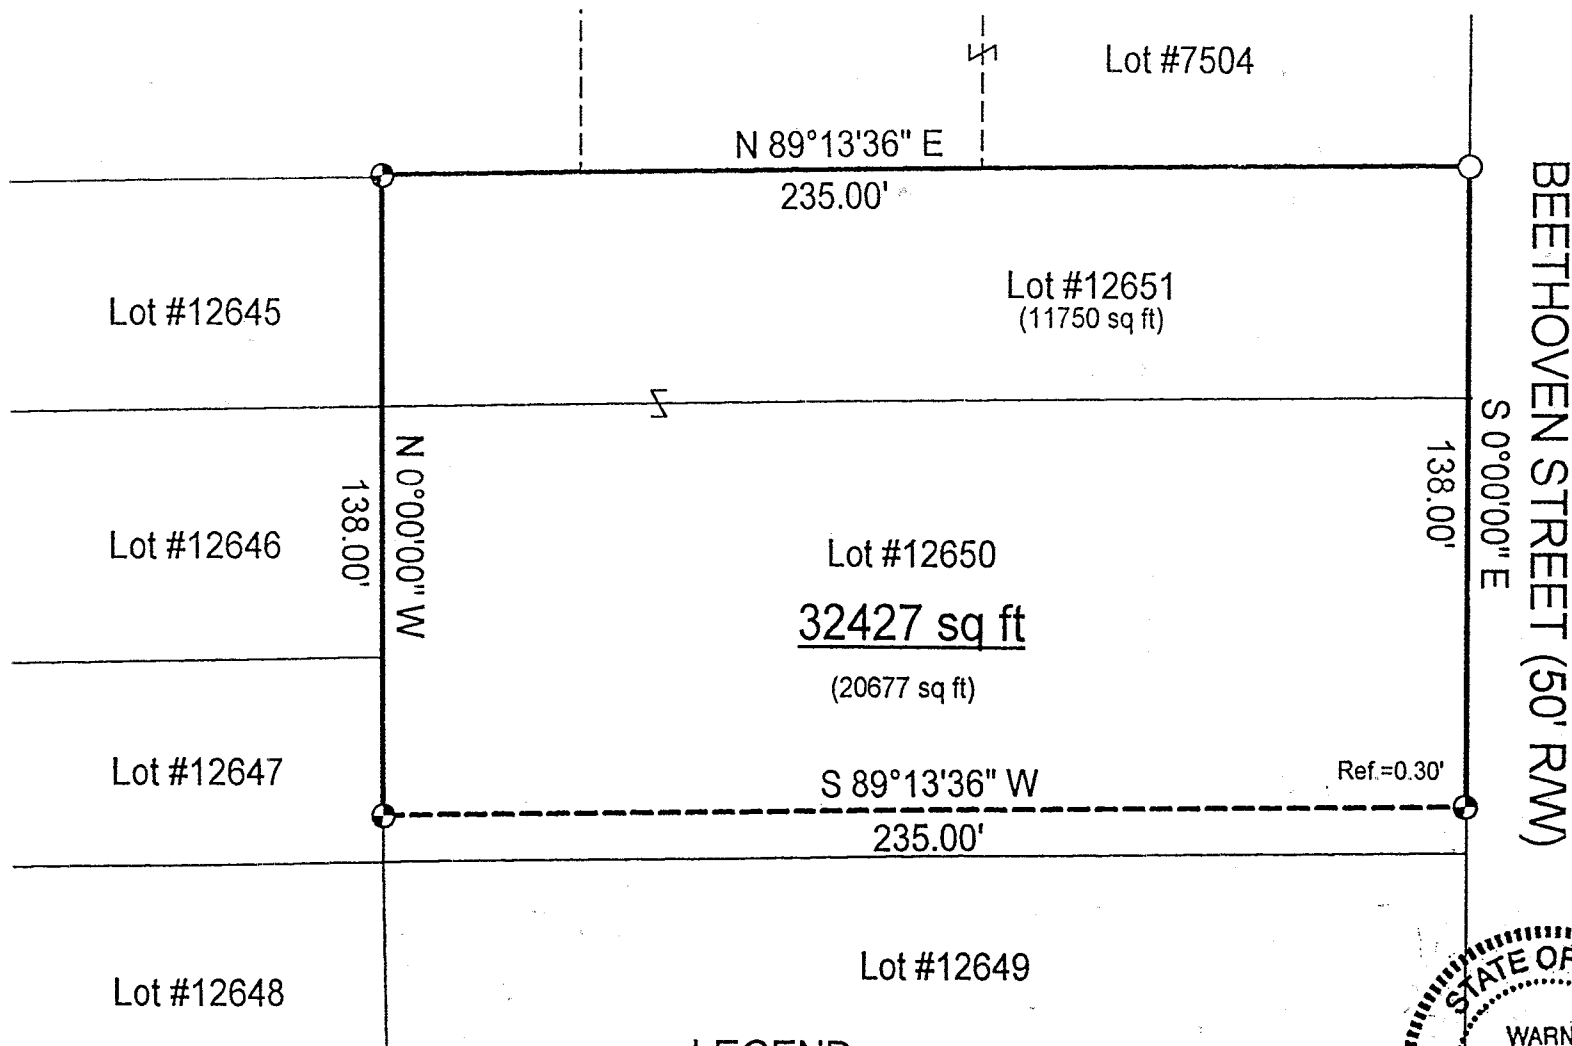 Lot #7504
N 89°13'36" E
235.00'
BEETHOVEN STREET (50' R/W)
Lot #12645
Lot #12651
(11750 sq ft)
N 0°00'00" W
138.00'
S 0°00'00" E
138.00'
Lot #12646
Lot #12650
32427 sq ft
(20677 sq ft)
Lot #12647
S 89°13'36" W
Ref.=0.30'
235.00'
Lot #12649
Lot #12648
STATE OF
WARN
LEGEND